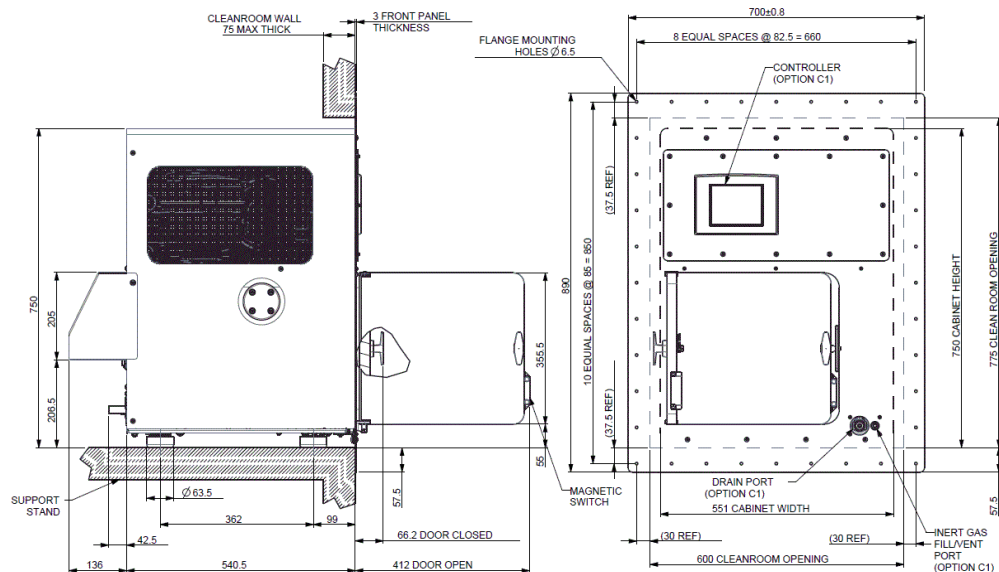 CLEANROOM WALL
75 MAX THICK
3 FRONT PANEL
THICKNESS
700±0.8
8 EQUAL SPACES @ 82.5 = 660
FLANGE MOUNTING
HOLES Ø 6.5
CONTROLLER
(OPTION C1)
750
205
206.5
355.5
55
57.5
SUPPORT
STAND
Ø 63.5
362
99
42.5
136
540.5
66.2 DOOR CLOSED
412 DOOR OPEN
MAGNETIC
SWITCH
890
10 EQUIAL SPACES @ 85 = 850
(37.5 REF)
(37.5 REF)
750 CABINET HEIGHT
775 CLEAN ROOM OPENING
57.5
DRAIN PORT
(OPTION C1)
551 CABINET WIDTH
(30 REF)
(30 REF)
600 CLEANROOM OPENING
INERT GAS
FILL/VENT
PORT
(OPTION C1)